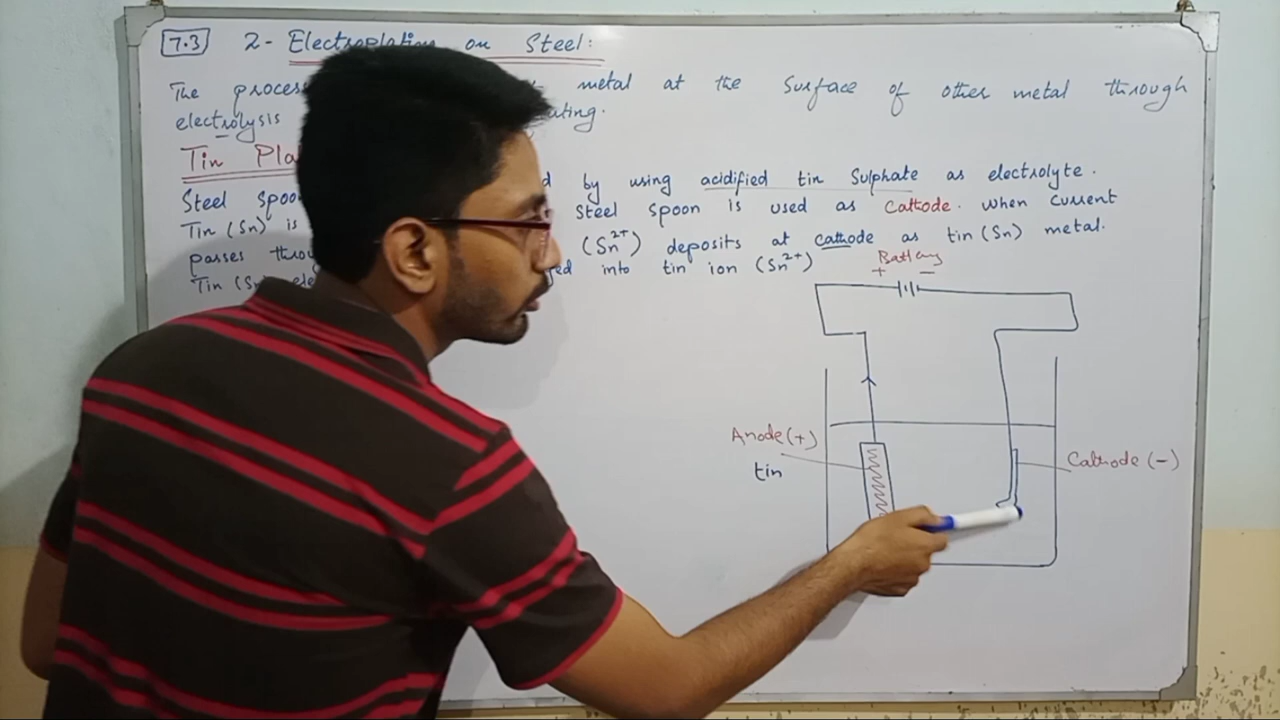 7.3 2- Electroplating on Steel:
The process metal at the Surface of other metal through
electrolysis
Tin Pla
Steel Spoo by using acidified tin Sulphate as electrolyte.
Tin (Sn) is Steel Spoon is used as Cathode. when current
passes throu (Sn2+) deposits at cathode as tin (Sn) metal.
Tin (Sn) ele into tin ion (Sn2+)
Battery
+ −
Anode (+)
tin
Cathode (−)